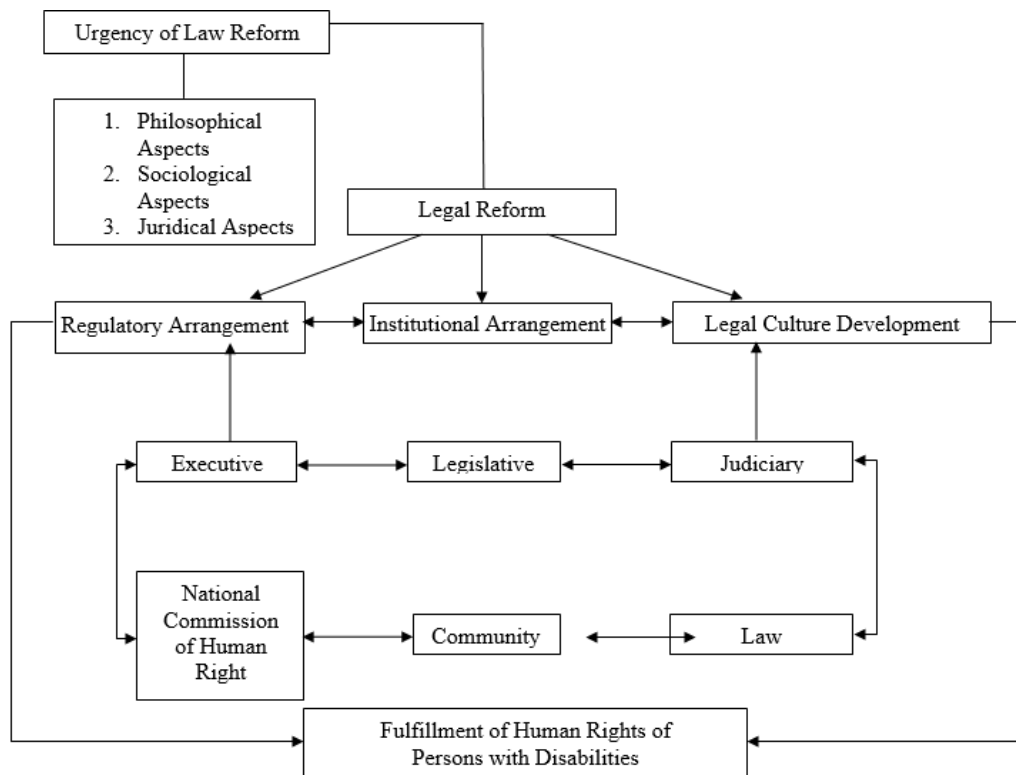 Urgency of Law Reform
1. Philosophical
Aspects
2. Sociological
Aspects
3. Juridical Aspects
Legal Reform
Regulatory Arrangement
Institutional Arrangement
Legal Culture Development
Executive
Legislative
Judiciary
National
Commission
of Human
Right
Community
Law
Fulfillment of Human Rights of
Persons with Disabilities